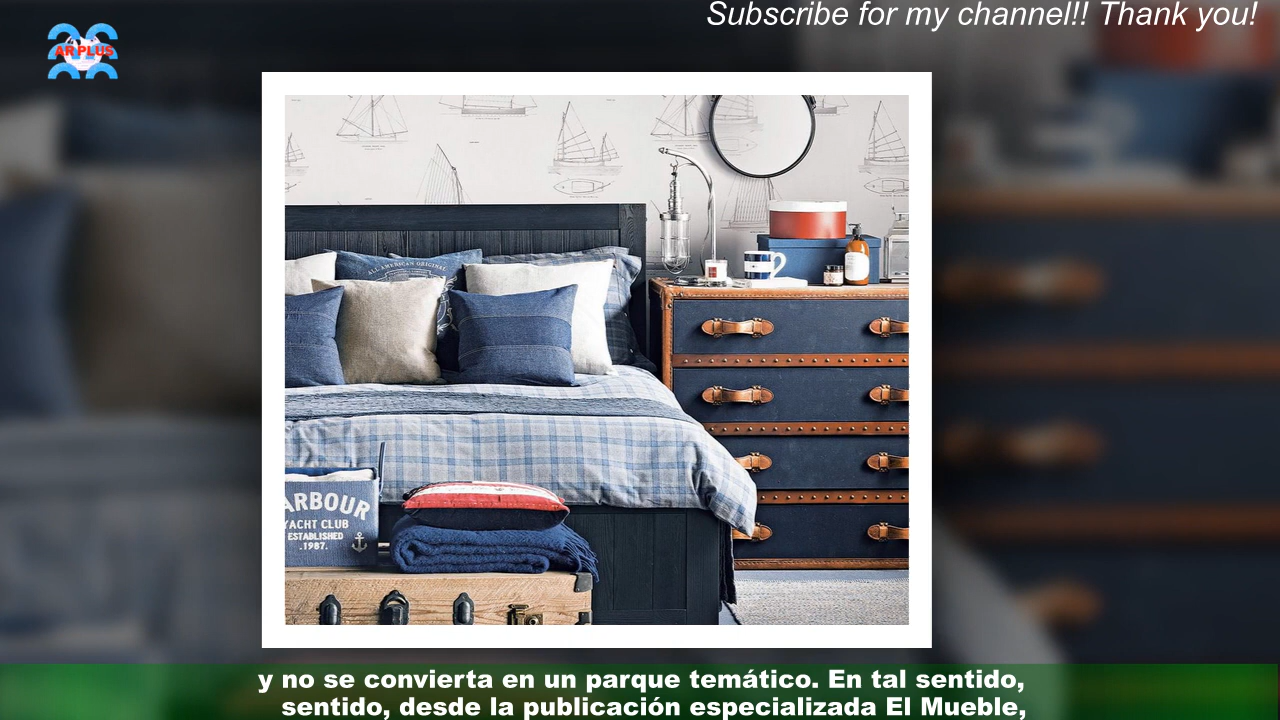 Subscribe for my channel!! Thank you!
AR PLUS
ALL AMERICAN ORIGINAL
ARBOUR
YACHT CLUB
ESTABLISHED
.1987.
y no se convierta en un parque temático. En tal sentido,
sentido, desde la publicación especializada El Mueble,